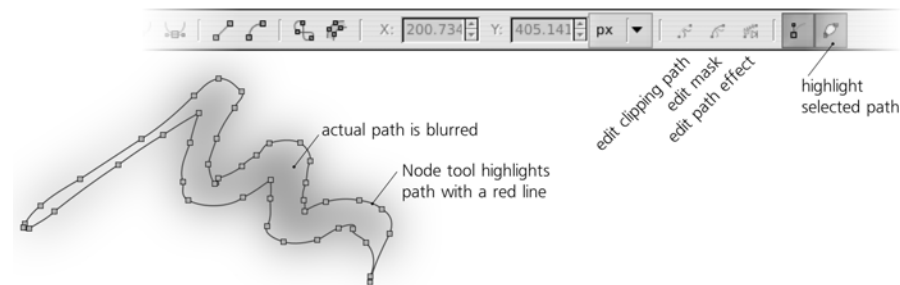 X: 200.734 Y: 405.141 px
edit clipping path
edit mask
edit path effect
highlight
selected path
actual path is blurred
Node tool highlights
path with a red line